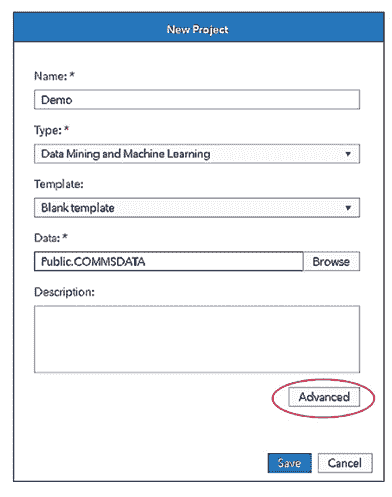 New Project
Name: *
Demo
Type: *
Data Mining and Machine Learning
Template:
Blank template
Data: *
Public.COMMSDATA Browse
Description:
Advanced
Save Cancel